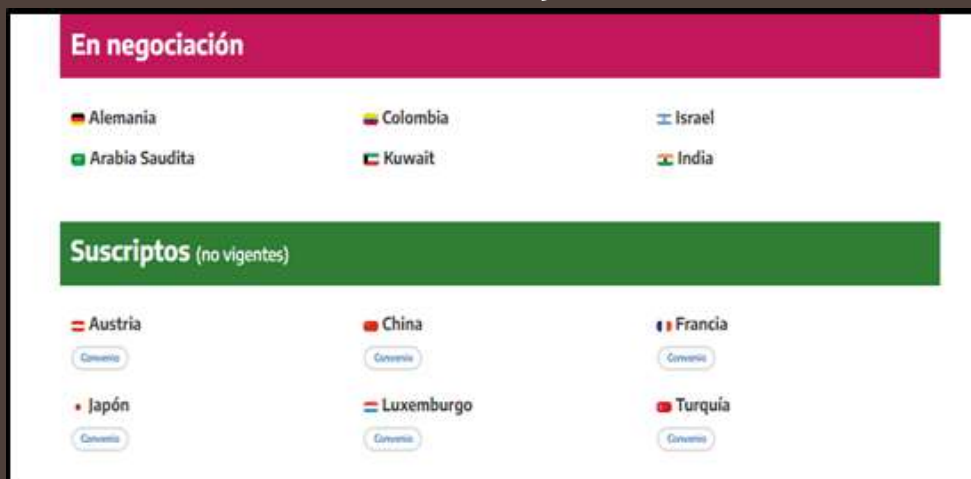 En negociación
Alemania Colombia Israel
Arabia Saudita Kuwait India
Suscriptos (no vigentes)
Austria China Francia
Convenio Convenio Convenio
Japón Luxemburgo Turquía
Convenio Convenio Convenio